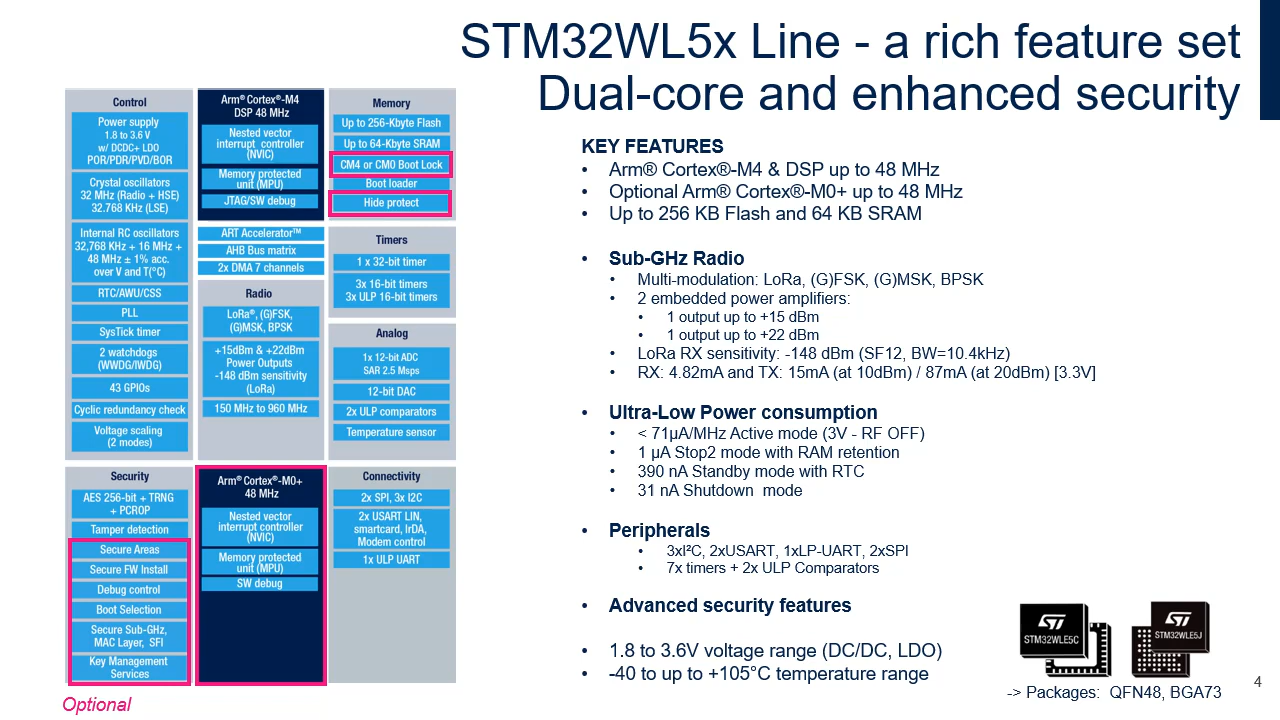 STM32WL5x Line - a rich feature set
Dual-core and enhanced security
Control
Power supply
1.8 to 3.6 V
w/ DCDC+ LDO
POR/PDR/PVD/BOR
Crystal oscillators
32 MHz (Radio + HSE)
32.768 KHz (LSE)
Internal RC oscillators
32,768 KHz + 16 MHz +
48 MHz ± 1% acc.
over V and T(°C)
RTC/AWU/CSS
PLL
SysTick timer
2 watchdogs
(WWDG/IWDG)
43 GPIOs
Cyclic redundancy check
Voltage scaling
(2 modes)
Arm® Cortex®-M4
DSP 48 MHz
Nested vector
interrupt controller
(NVIC)
Memory protected
unit (MPU)
JTAG/SW debug
ART Accelerator™
AHB Bus matrix
2x DMA 7 channels
Radio
LoRa®, (G)FSK,
(G)MSK, BPSK
+15dBm & +22dBm
Power Outputs
-148 dBm sensitivity
(LoRa)
150 MHz to 960 MHz
Memory
Up to 256-Kbyte Flash
Up to 64-Kbyte SRAM
CM4 or CM0 Boot Lock
Boot loader
Hide protect
Timers
1 x 32-bit timer
3x 16-bit timers
3x ULP 16-bit timers
Analog
1x 12-bit ADC
SAR 2.5 Msps
12-bit DAC
2x ULP comparators
Temperature sensor
Security
AES 256-bit + TRNG
+ PCROP
Tamper detection
Secure Areas
Secure FW Install
Debug control
Boot Selection
Secure Sub-GHz,
MAC Layer, SFI
Key Management
Services
Arm® Cortex®-M0+
48 MHz
Nested vector
interrupt controller
(NVIC)
Memory protected
unit (MPU)
SW debug
Connectivity
2x SPI, 3x I2C
2x USART LIN,
smartcard, IrDA,
Modem control
1x ULP UART
Optional
KEY FEATURES
• Arm® Cortex®-M4 & DSP up to 48 MHz
• Optional Arm® Cortex®-M0+ up to 48 MHz
• Up to 256 KB Flash and 64 KB SRAM
• Sub-GHz Radio
• Multi-modulation: LoRa, (G)FSK, (G)MSK, BPSK
• 2 embedded power amplifiers:
• 1 output up to +15 dBm
• 1 output up to +22 dBm
• LoRa RX sensitivity: -148 dBm (SF12, BW=10.4kHz)
• RX: 4.82mA and TX: 15mA (at 10dBm) / 87mA (at 20dBm) [3.3V]
• Ultra-Low Power consumption
• < 71µA/MHz Active mode (3V - RF OFF)
• 1 µA Stop2 mode with RAM retention
• 390 nA Standby mode with RTC
• 31 nA Shutdown mode
• Peripherals
• 3xI²C, 2xUSART, 1xLP-UART, 2xSPI
• 7x timers + 2x ULP Comparators
• Advanced security features
• 1.8 to 3.6V voltage range (DC/DC, LDO)
• -40 to up to +105°C temperature range
ST
STM32WLE5C
ST
STM32WLE5J
-> Packages: QFN48, BGA73
4